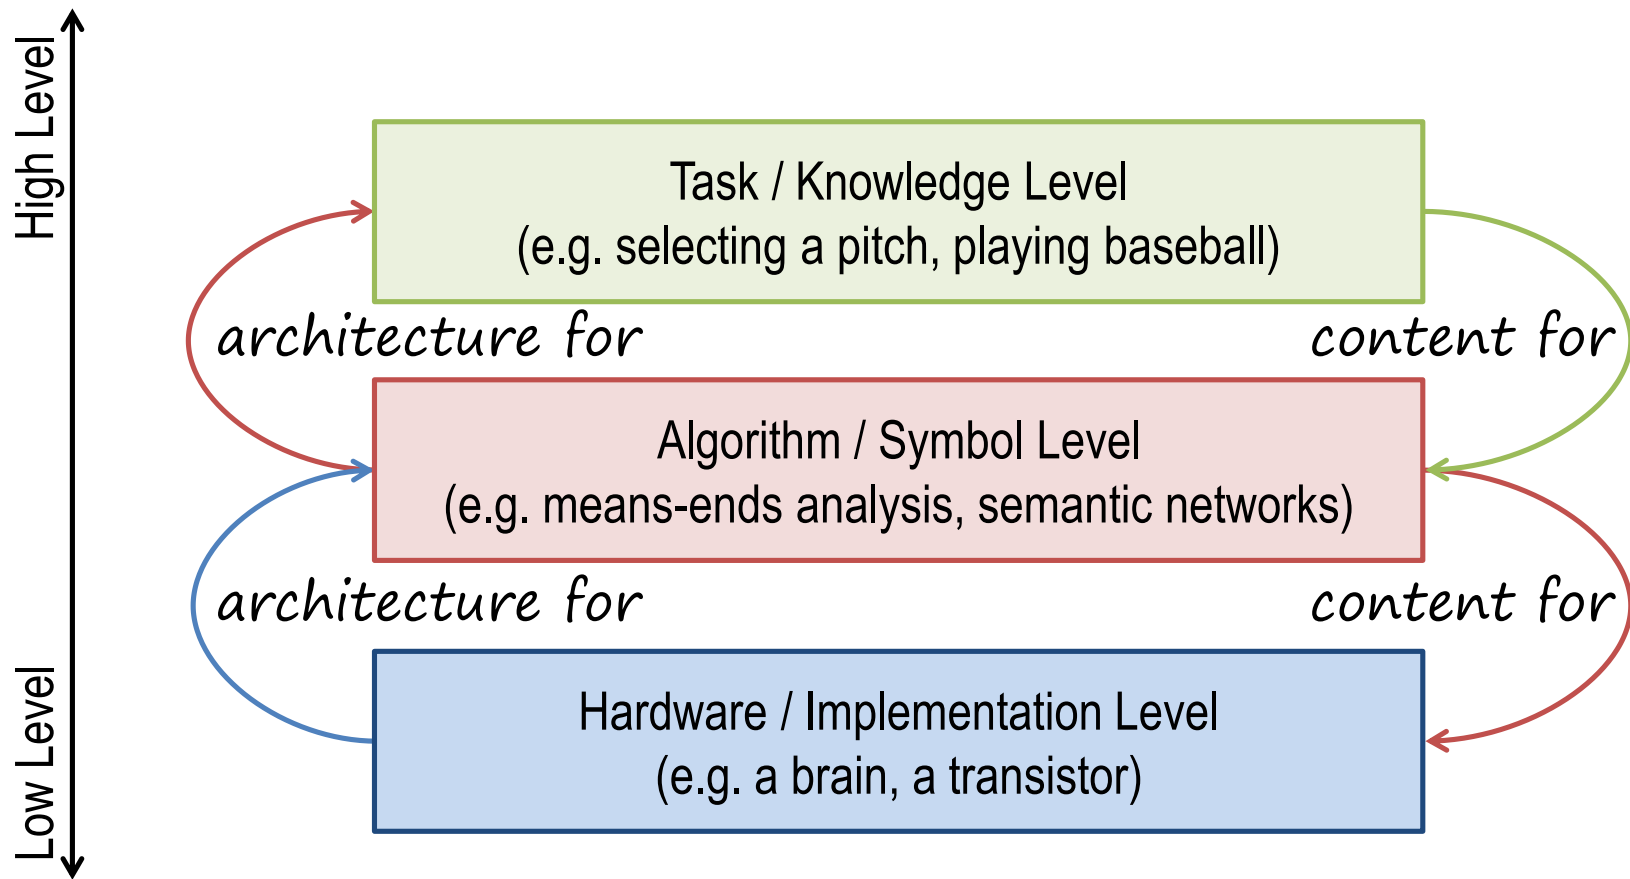 High Level
Task / Knowledge Level
(e.g. selecting a pitch, playing baseball)
architecture for
content for
Algorithm / Symbol Level
(e.g. means-ends analysis, semantic networks)
architecture for
content for
Low Level
Hardware / Implementation Level
(e.g. a brain, a transistor)